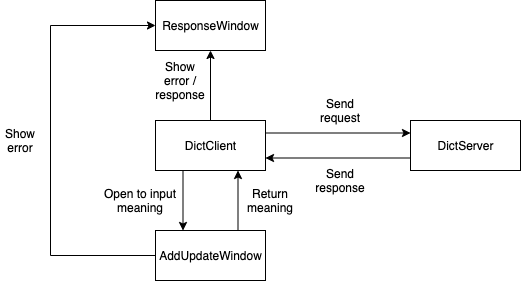 ResponseWindow
Show
error /
response
Send
request
Show
error
DictClient
DictServer
Send
response
Open to input
meaning
Return
meaning
AddUpdateWindow